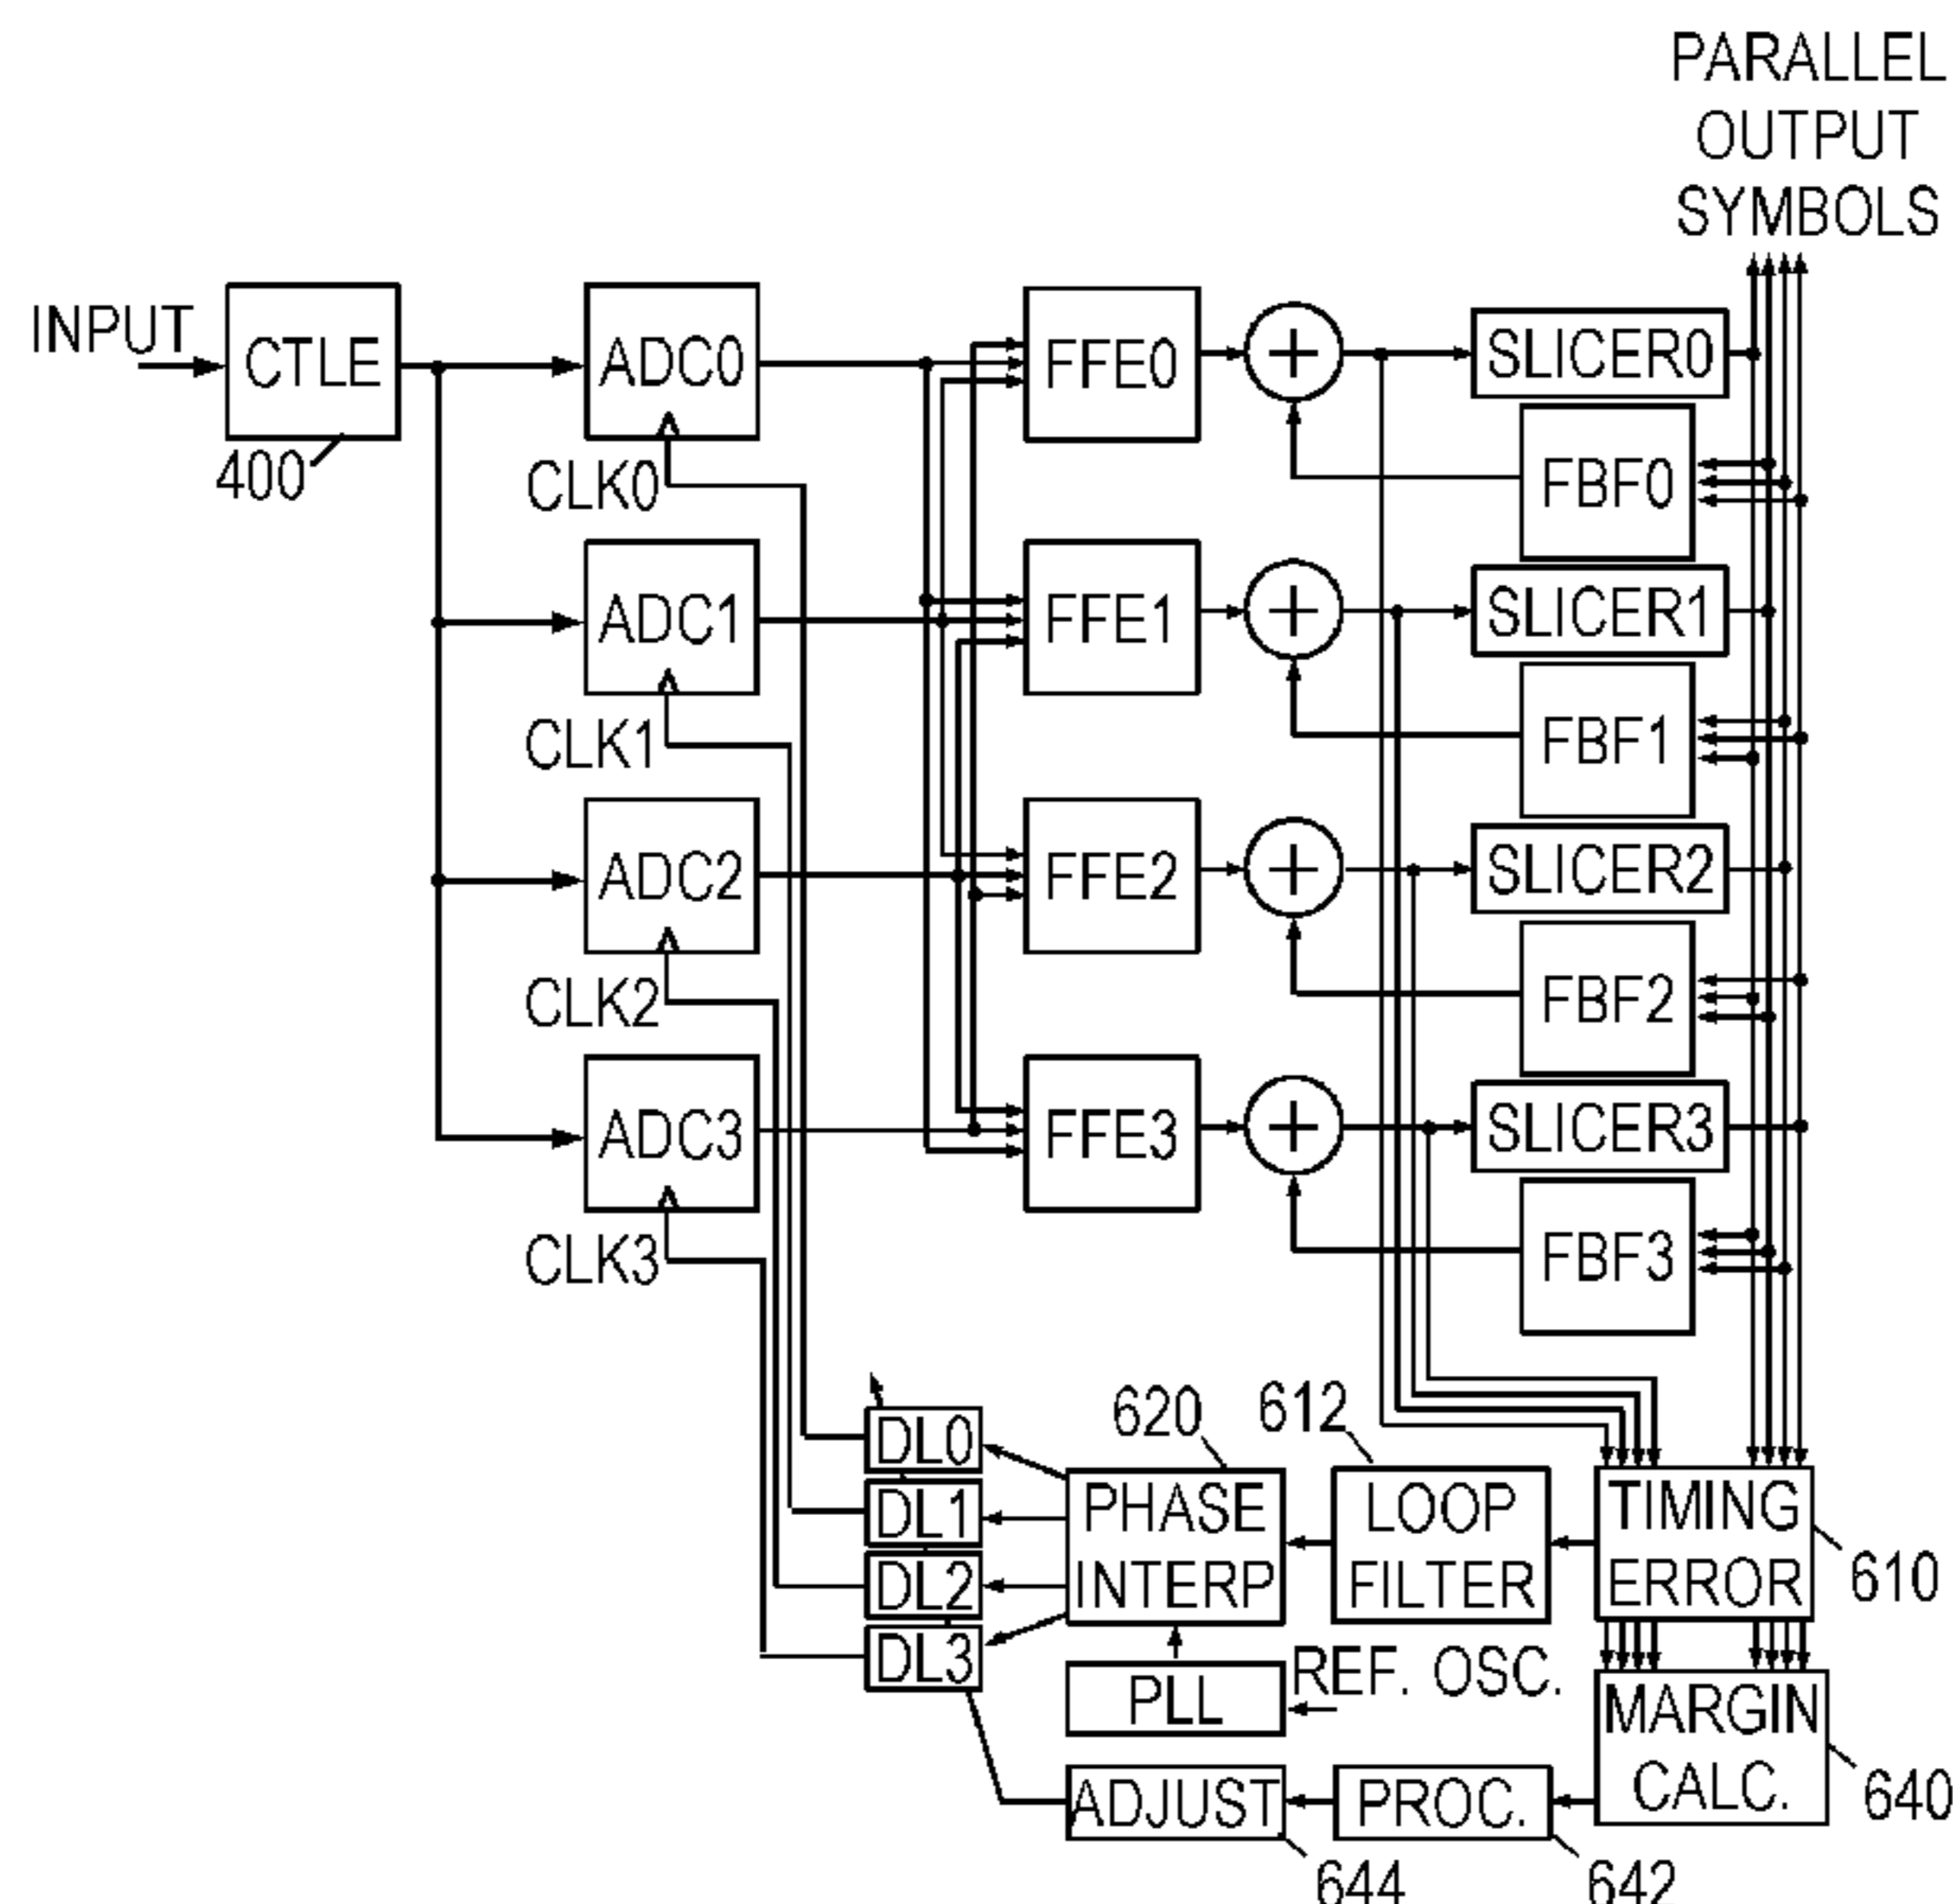 PARALLEL
OUTPUT
SYMBOLS
INPUT
CTLE
400
ADC0
CLK0
FFE0
+
SLICER0
FBF0
ADC1
CLK1
FFE1
+
SLICER1
FBF1
ADC2
CLK2
FFE2
+
SLICER2
FBF2
ADC3
CLK3
FFE3
+
SLICER3
FBF3
DL0
DL1
DL2
DL3
620
PHASE
INTERP
612
LOOP
FILTER
TIMING
ERROR
610
PLL
REF. OSC.
MARGIN
CALC.
640
ADJUST
644
PROC.
642